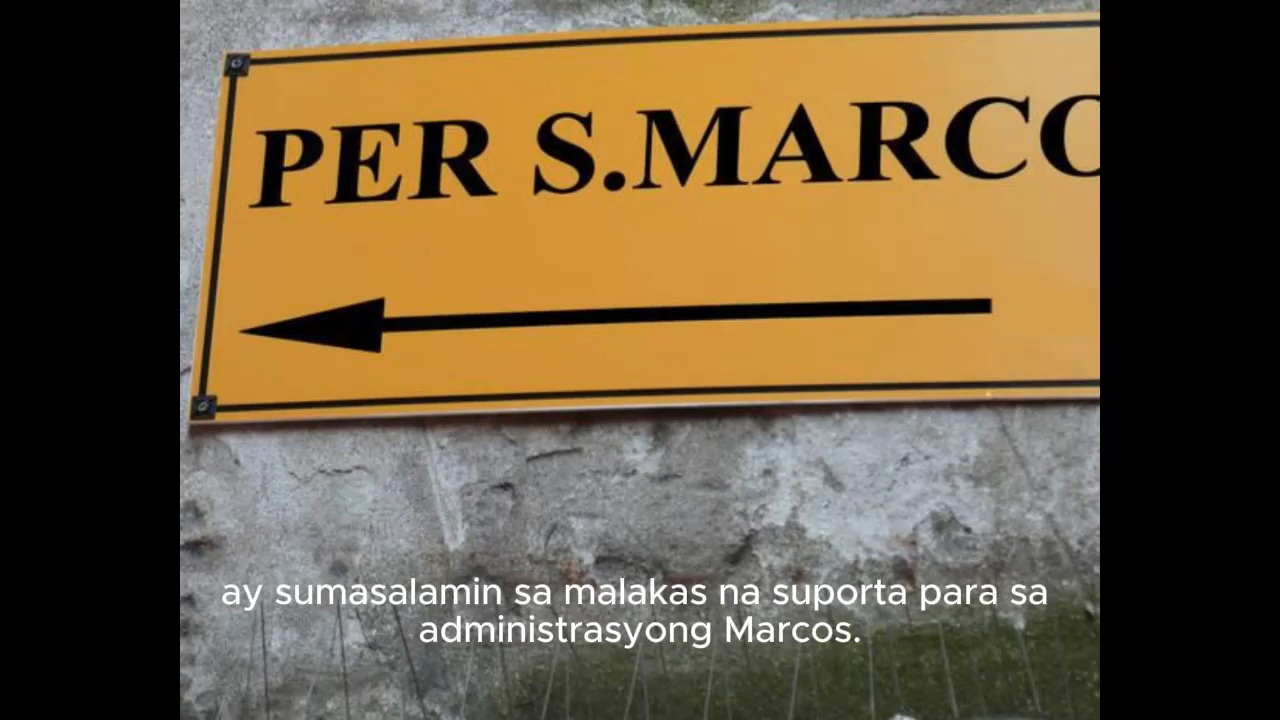 PER S.MARCO
ay sumasalamin sa malakas na suporta para sa
administrasyong Marcos.